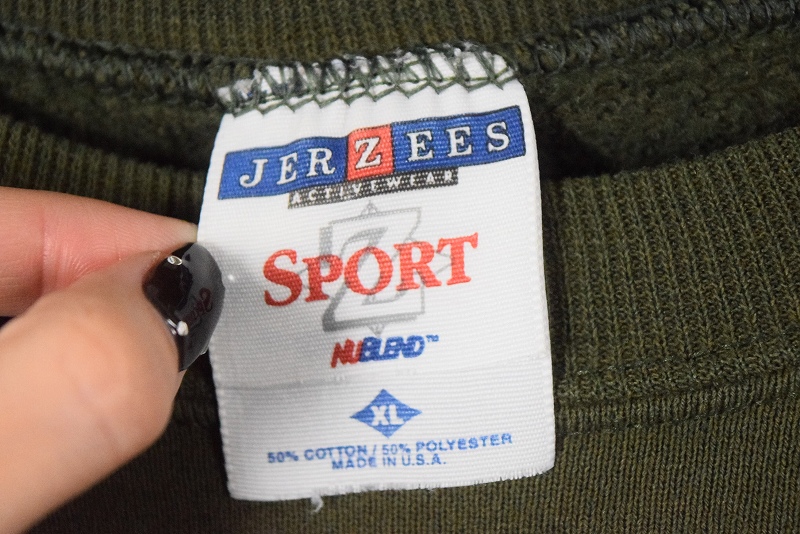 JERZEES
ACTIVEWEAR
SPORT
NUBLEND™
XL
50% COTTON / 50% POLYESTER
MADE IN U.S.A.